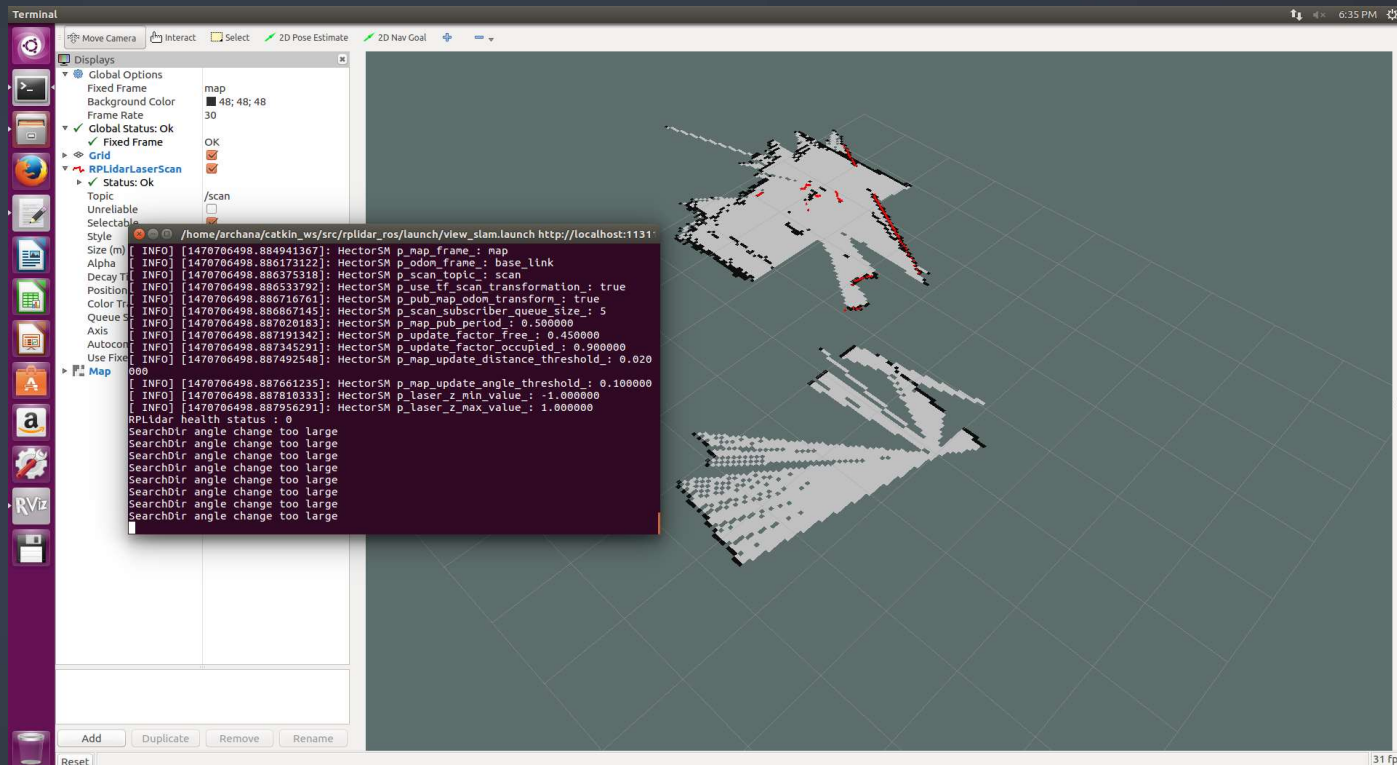 Terminal
6:35 PM
Move Camera Interact Select 2D Pose Estimate 2D Nav Goal
Displays
Global Options
Fixed Frame map
Background Color 48; 48; 48
Frame Rate 30
Global Status: Ok
Fixed Frame OK
Grid
RPLidarLaserScan
Status: Ok
Topic /scan
Unreliable
Selectable
Style
Size (m)
Alpha
Decay T
Position
Color Tr
Queue S
Axis
Autocom
Use Fixe
Map
/home/archana/catkin_ws/src/rplidar_ros/launch/view_slam.launch http://localhost:1131
[ INFO] [1470706498.884941367]: HectorSM p_map_frame_: map
[ INFO] [1470706498.886173122]: HectorSM p_odom_frame_: base_link
[ INFO] [1470706498.886375318]: HectorSM p_scan_topic_: scan
[ INFO] [1470706498.886533792]: HectorSM p_use_tf_scan_transformation_: true
[ INFO] [1470706498.886716761]: HectorSM p_pub_map_odom_transform_: true
[ INFO] [1470706498.886867145]: HectorSM p_scan_subscriber_queue_size_: 5
[ INFO] [1470706498.887020183]: HectorSM p_map_pub_period_: 0.500000
[ INFO] [1470706498.887191342]: HectorSM p_update_factor_free_: 0.450000
[ INFO] [1470706498.887345291]: HectorSM p_update_factor_occupied_: 0.900000
[ INFO] [1470706498.887492548]: HectorSM p_map_update_distance_threshold_: 0.020
000
[ INFO] [1470706498.887661235]: HectorSM p_map_update_angle_threshold_: 0.100000
[ INFO] [1470706498.887810333]: HectorSM p_laser_z_min_value_: -1.000000
[ INFO] [1470706498.887956291]: HectorSM p_laser_z_max_value_: 1.000000
RPLidar health status : 0
SearchDir angle change too large
SearchDir angle change too large
SearchDir angle change too large
SearchDir angle change too large
SearchDir angle change too large
SearchDir angle change too large
SearchDir angle change too large
SearchDir angle change too large
a
RViz
Add Duplicate Remove Rename
Reset
31 fp